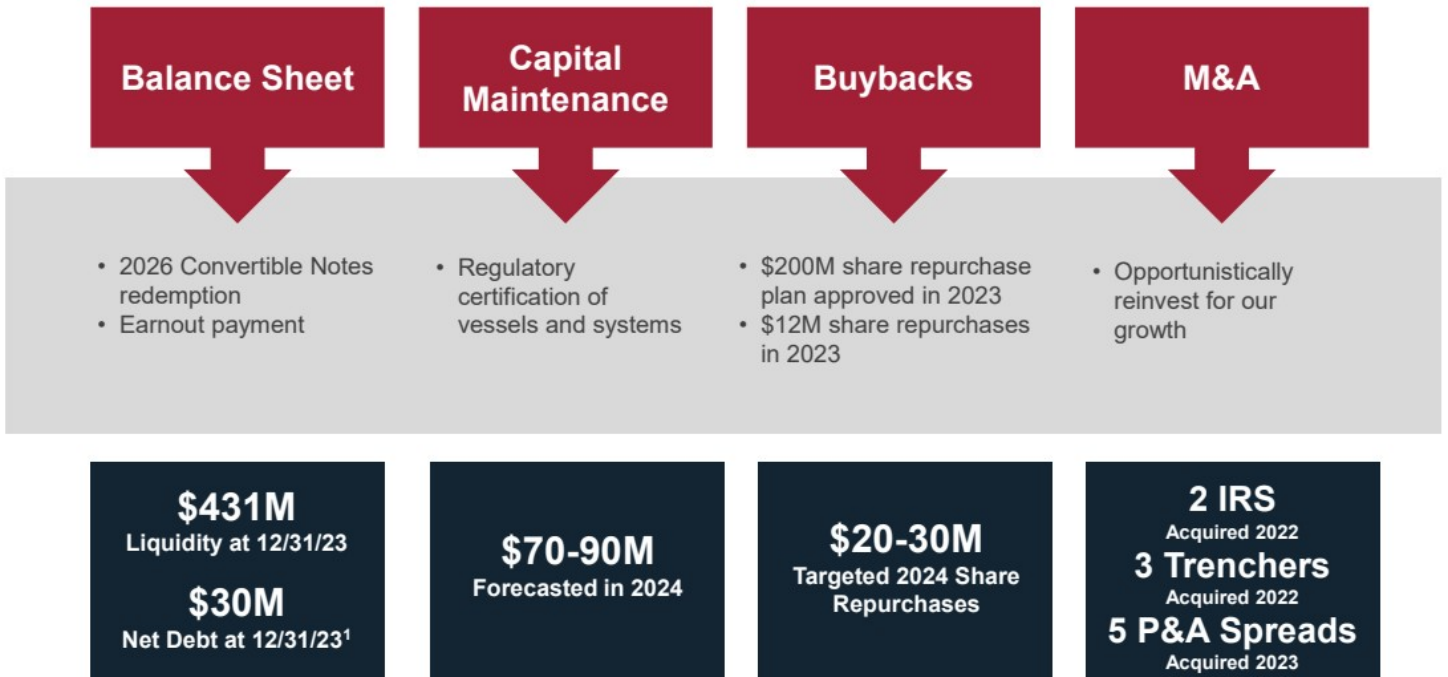 Balance Sheet
Capital
Maintenance
Buybacks
M&A
• 2026 Convertible Notes
redemption
• Earnout payment
• Regulatory
certification of
vessels and systems
• $200M share repurchase
plan approved in 2023
• $12M share repurchases
in 2023
• Opportunistically
reinvest for our
growth
$431M
Liquidity at 12/31/23
$30M
Net Debt at 12/31/23¹
$70-90M
Forecasted in 2024
$20-30M
Targeted 2024 Share
Repurchases
2 IRS
Acquired 2022
3 Trenchers
Acquired 2022
5 P&A Spreads
Acquired 2023